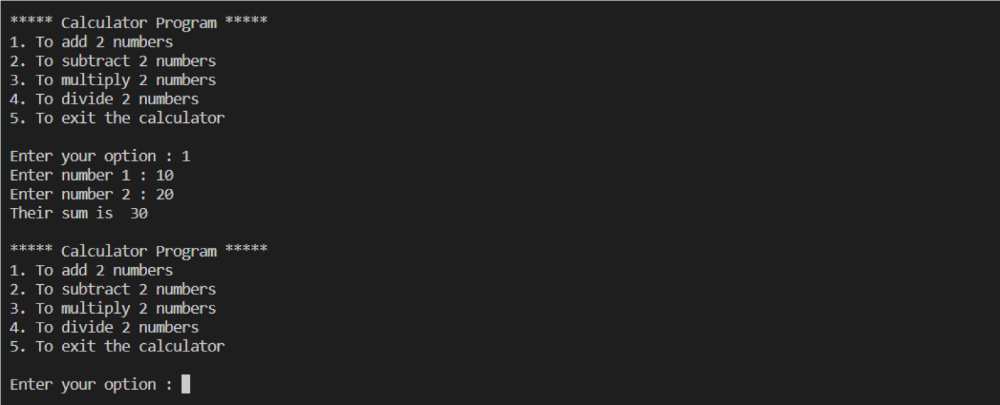 ***** Calculator Program *****
1. To add 2 numbers
2. To subtract 2 numbers
3. To multiply 2 numbers
4. To divide 2 numbers
5. To exit the calculator
Enter your option : 1
Enter number 1 : 10
Enter number 2 : 20
Their sum is  30
***** Calculator Program *****
1. To add 2 numbers
2. To subtract 2 numbers
3. To multiply 2 numbers
4. To divide 2 numbers
5. To exit the calculator
Enter your option :